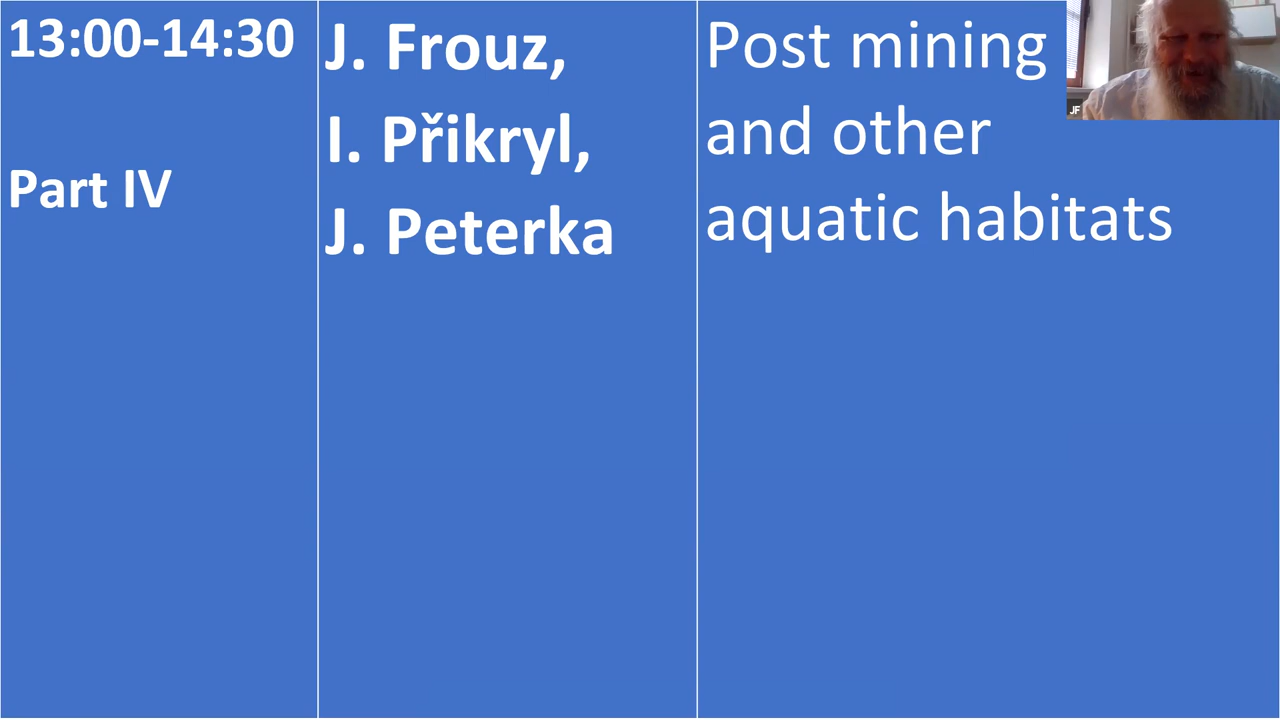 13:00-14:30
Part IV
J. Frouz,
I. Přikryl,
J. Peterka
Post mining
and other
aquatic habitats
JF